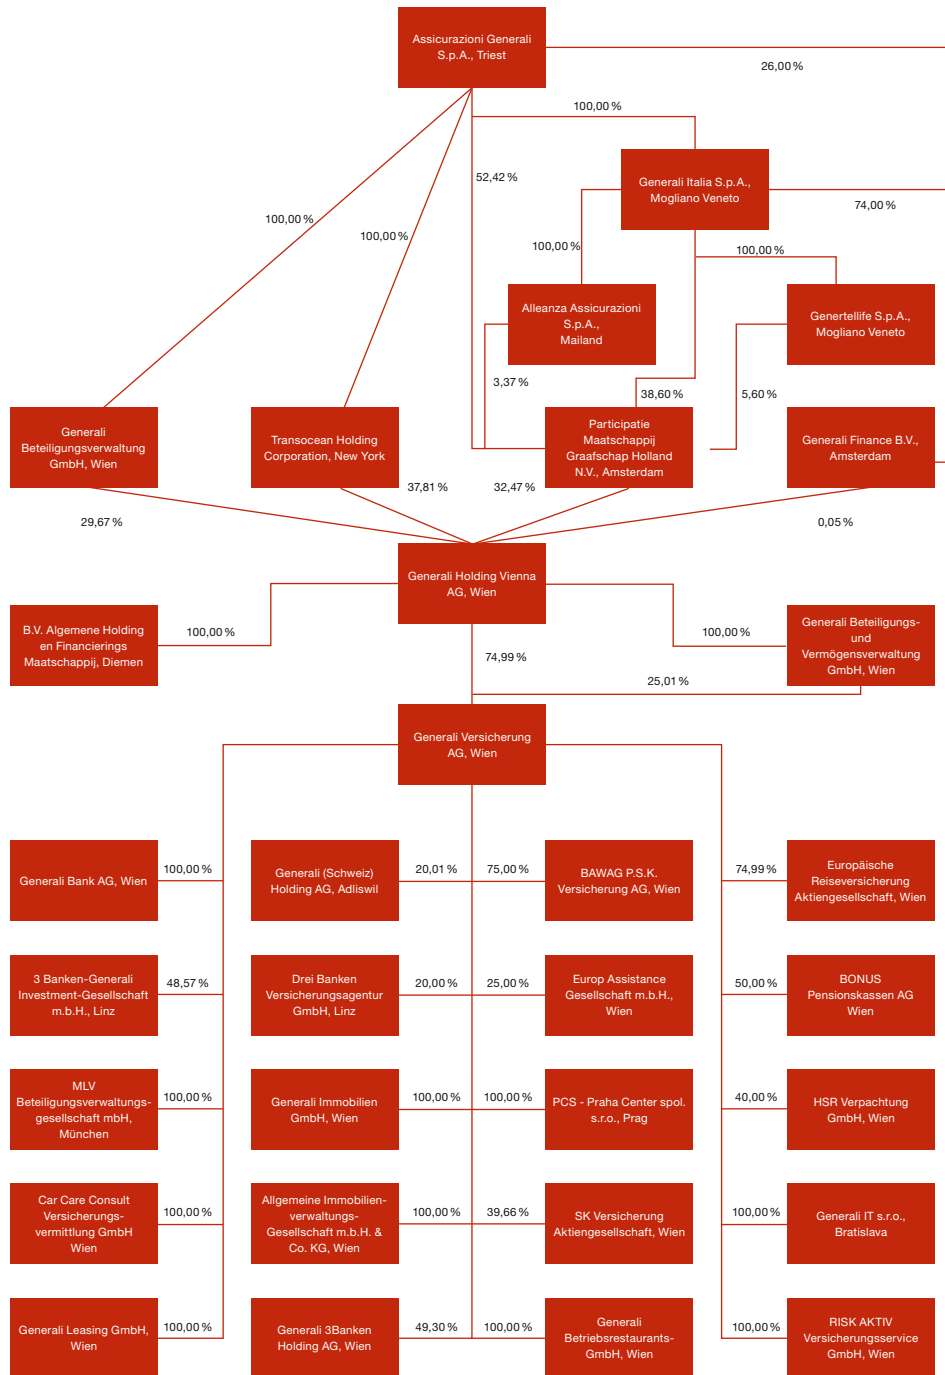 Assicurazioni Generali
S.p.A., Triest
26,00 %
100,00 %
52,42 %
Generali Italia S.p.A.,
Mogliano Veneto
74,00 %
100,00 %
100,00 %
100,00 %
100,00 %
Alleanza Assicurazioni
S.p.A.,
Mailand
Genertellife S.p.A.,
Mogliano Veneto
3,37 %
38,60 %
5,60 %
Generali
Beteiligungsverwaltung
GmbH, Wien
Transocean Holding
Corporation, New York
Participatie
Maatschappij
Graafschap Holland
N.V., Amsterdam
Generali Finance B.V.,
Amsterdam
29,67 %
37,81 %
32,47 %
0,05 %
Generali Holding Vienna
AG, Wien
B.V. Algemene Holding
en Financierings
Maatschappij, Diemen
100,00 %
74,99 %
100,00 %
Generali Beteiligungs-
und
Vermögensverwaltung
GmbH, Wien
25,01 %
Generali Versicherung
AG, Wien
Generali Bank AG, Wien
100,00 %
Generali (Schweiz)
Holding AG, Adliswil
20,01 %
75,00 %
BAWAG P.S.K.
Versicherung AG, Wien
74,99 %
Europäische
Reiseversicherung
Aktiengesellschaft, Wien
3 Banken-Generali
Investment-Gesellschaft
m.b.H., Linz
48,57 %
Drei Banken
Versicherungsagentur
GmbH, Linz
20,00 %
25,00 %
Europ Assistance
Gesellschaft m.b.H.,
Wien
50,00 %
BONUS
Pensionskassen AG
Wien
MLV
Beteiligungsverwaltungs-
gesellschaft mbH,
München
100,00 %
Generali Immobilien
GmbH, Wien
100,00 %
100,00 %
PCS - Praha Center spol.
s.r.o., Prag
40,00 %
HSR Verpachtung
GmbH, Wien
Car Care Consult
Versicherungs-
vermittlung GmbH
Wien
100,00 %
Allgemeine Immobilien-
verwaltungs-
Gesellschaft m.b.H. &
Co. KG, Wien
100,00 %
39,66 %
SK Versicherung
Aktiengesellschaft, Wien
100,00 %
Generali IT s.r.o.,
Bratislava
Generali Leasing GmbH,
Wien
100,00 %
Generali 3Banken
Holding AG, Wien
49,30 %
100,00 %
Generali
Betriebsrestaurants-
GmbH, Wien
100,00 %
RISK AKTIV
Versicherungsservice
GmbH, Wien